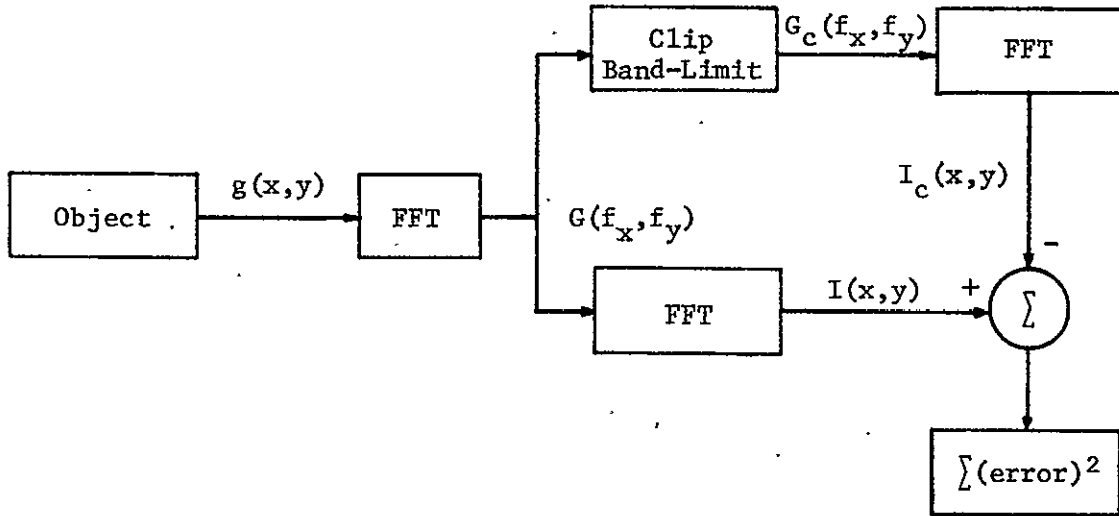 Clip
Band-Limit
G_c(f_x,f_y)
FFT
g(x,y)
I_c(x,y)
Object
FFT
G(f_x,f_y)
-
I(x,y)
+
FFT
∑
∑(error)²